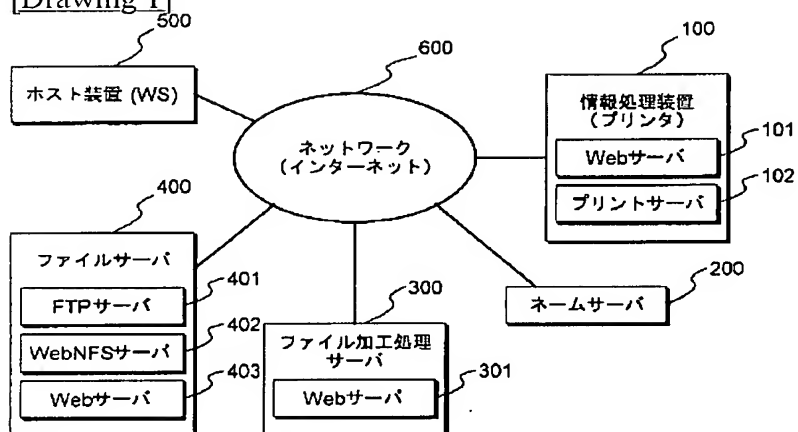 [Drawing 1]
500
ホスト装置 (WS)
600
ネットワーク
(インターネット)
100
情報処理装置
(プリンタ)
Webサーバ
101
プリントサーバ
102
400
ファイルサーバ
FTPサーバ
401
WebNFSサーバ
402
Webサーバ
403
300
ファイル加工処理
サーバ
Webサーバ
301
200
ネームサーバ